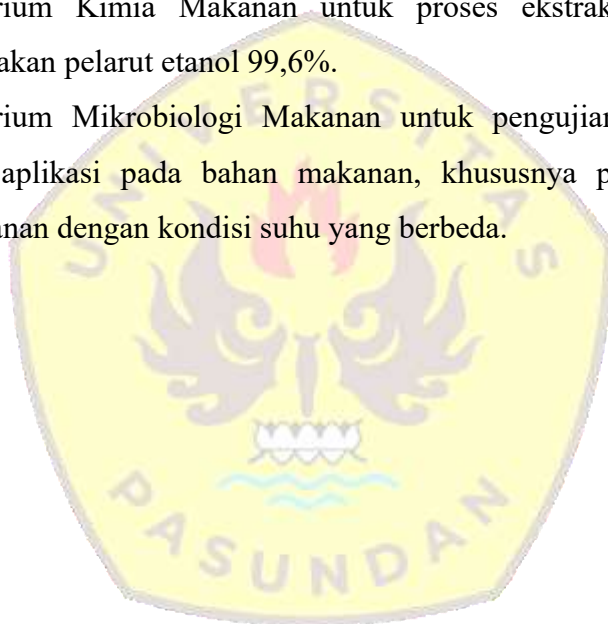 rium Kimia Makanan untuk proses ekstrak
akan pelarut etanol 99,6%.
rium Mikrobiologi Makanan untuk pengujian
aplikasi pada bahan makanan, khususnya p
anan dengan kondisi suhu yang berbeda.
UNIVERSITAS
PASUNDAN